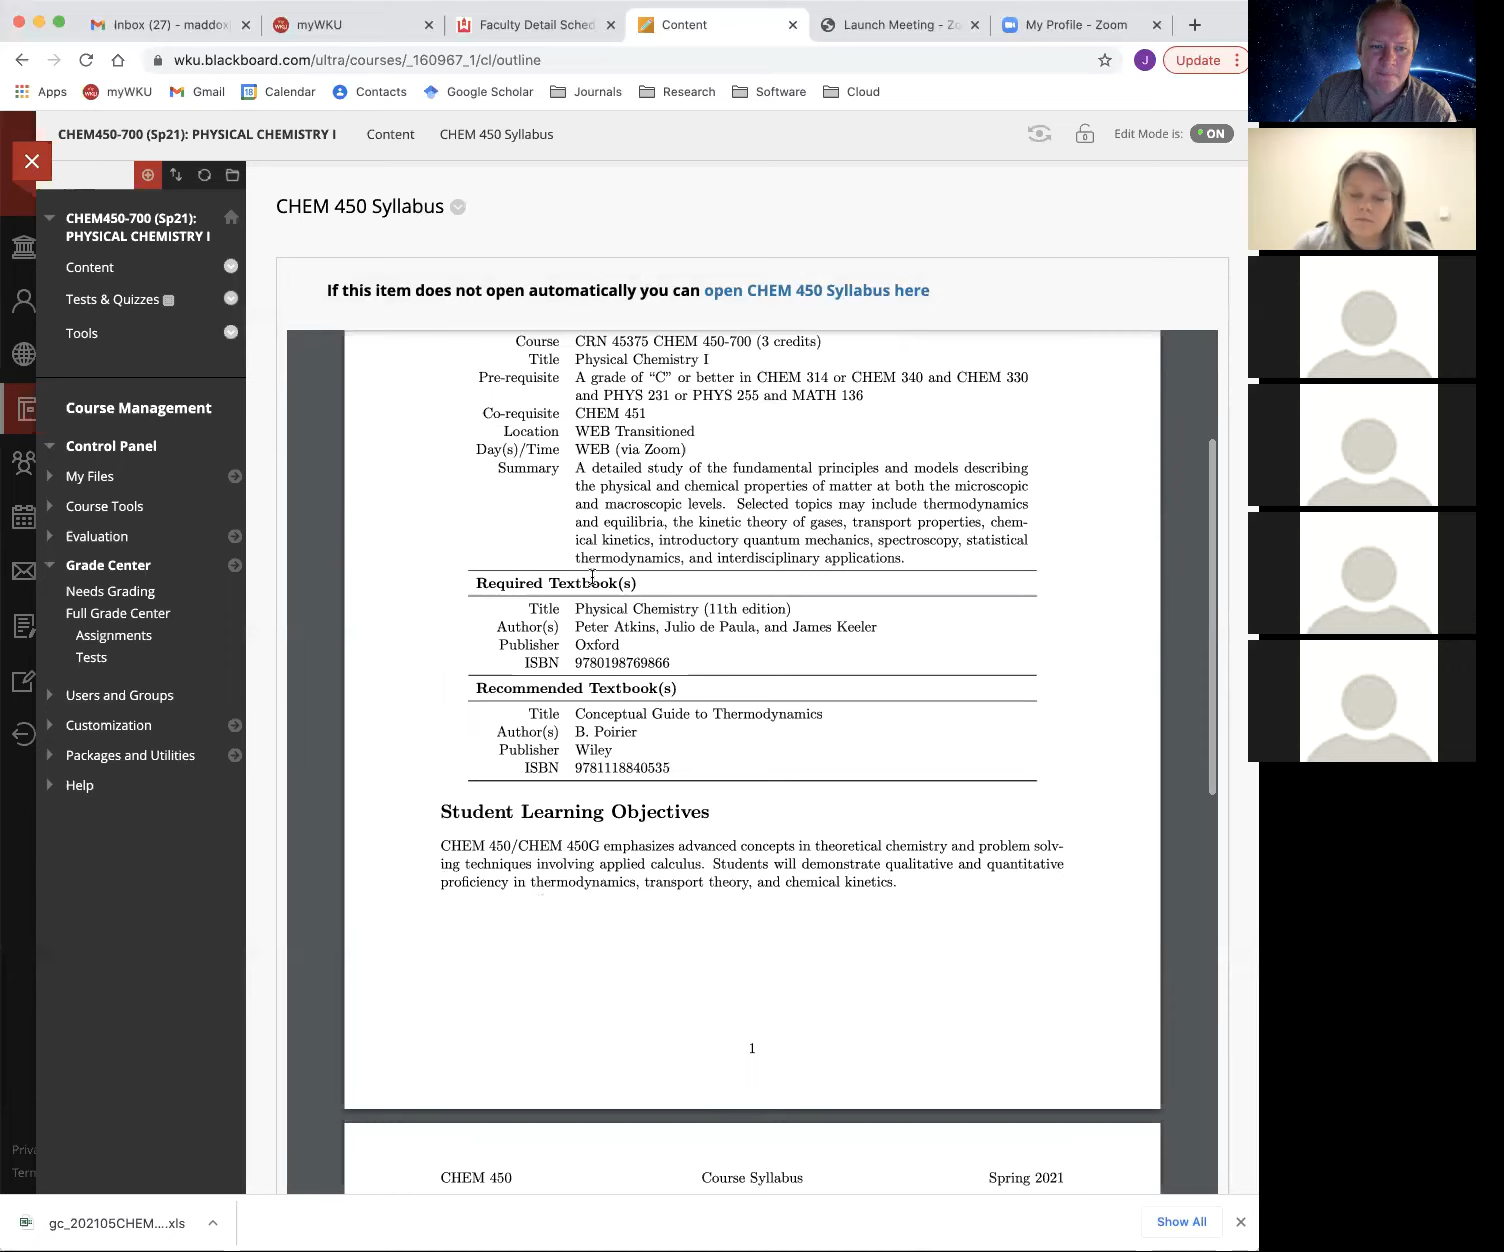 Inbox (27) - maddox
myWKU
Faculty Detail Sched
Content
Launch Meeting - Zo
My Profile - Zoom
wku.blackboard.com/ultra/courses/_160967_1/cl/outline
J
Update
Apps
myWKU
Gmail
Calendar
Contacts
Google Scholar
Journals
Research
Software
Cloud
CHEM450-700 (Sp21): PHYSICAL CHEMISTRY I
Content
CHEM 450 Syllabus
Edit Mode is:
ON
CHEM450-700 (Sp21):
PHYSICAL CHEMISTRY I
Content
Tests & Quizzes
Tools
Course Management
Control Panel
My Files
Course Tools
Evaluation
Grade Center
Needs Grading
Full Grade Center
Assignments
Tests
Users and Groups
Customization
Packages and Utilities
Help
Priva
Term
CHEM 450 Syllabus
If this item does not open automatically you can open CHEM 450 Syllabus here
Course CRN 45375 CHEM 450-700 (3 credits)
Title Physical Chemistry I
Pre-requisite A grade of “C” or better in CHEM 314 or CHEM 340 and CHEM 330
and PHYS 231 or PHYS 255 and MATH 136
Co-requisite CHEM 451
Location WEB Transitioned
Day(s)/Time WEB (via Zoom)
Summary A detailed study of the fundamental principles and models describing
the physical and chemical properties of matter at both the microscopic
and macroscopic levels. Selected topics may include thermodynamics
and equilibria, the kinetic theory of gases, transport properties, chem-
ical kinetics, introductory quantum mechanics, spectroscopy, statistical
thermodynamics, and interdisciplinary applications.
Required Textbook(s)
Title Physical Chemistry (11th edition)
Author(s) Peter Atkins, Julio de Paula, and James Keeler
Publisher Oxford
ISBN 9780198769866
Recommended Textbook(s)
Title Conceptual Guide to Thermodynamics
Author(s) B. Poirier
Publisher Wiley
ISBN 9781118840535
Student Learning Objectives
CHEM 450/CHEM 450G emphasizes advanced concepts in theoretical chemistry and problem solv-
ing techniques involving applied calculus. Students will demonstrate qualitative and quantitative
proficiency in thermodynamics, transport theory, and chemical kinetics.
1
CHEM 450 Course Syllabus Spring 2021
gc_202105CHEM....xls
Show All